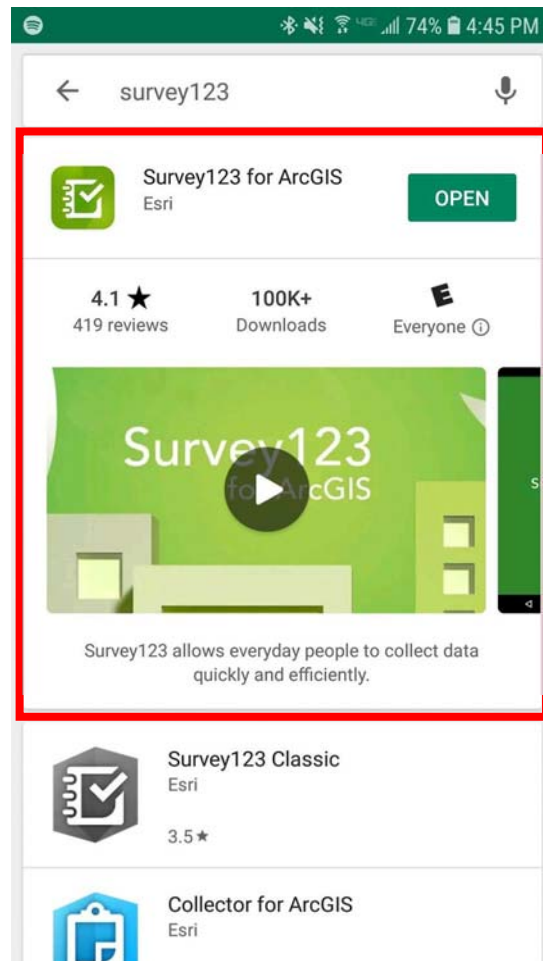 74% 4:45 PM
survey123
Survey123 for ArcGIS
Esri
OPEN
4.1 ★
419 reviews
100K+
Downloads
E
Everyone
Survey123
for ArcGIS
S
Survey123 allows everyday people to collect data
quickly and efficiently.
Survey123 Classic
Esri
3.5 ★
Collector for ArcGIS
Esri